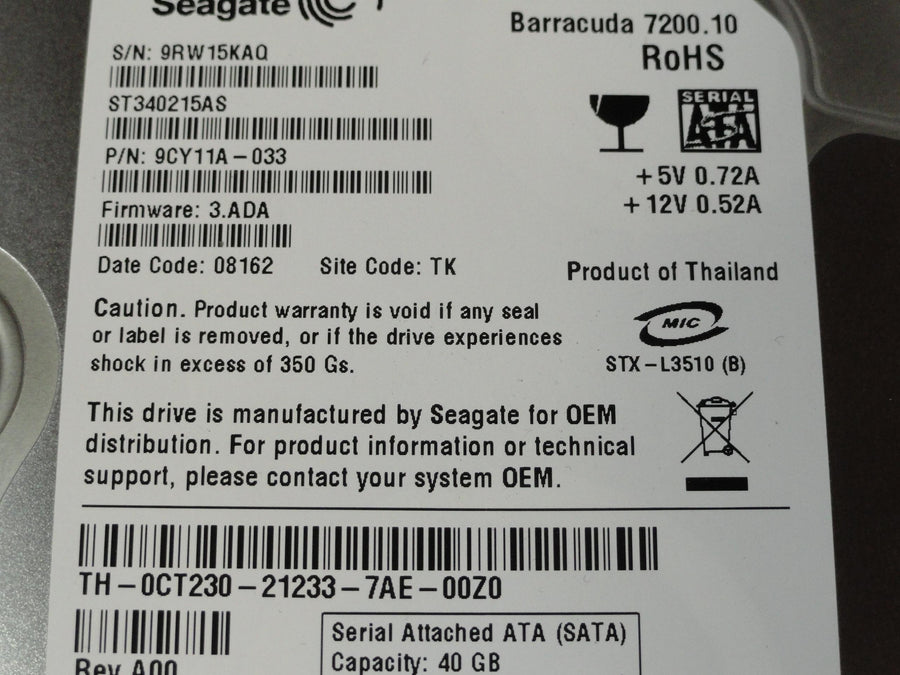 Seagate
Barracuda 7200.10
RoHS
S/N: 9RW15KAQ
ST340215AS
P/N: 9CY11A-033
Firmware: 3.ADA
Date Code: 08162 Site Code: TK
SERIAL
ATA
+5V 0.72A
+12V 0.52A
Product of Thailand
MIC
STX-L3510 (B)
Caution. Product warranty is void if any seal
or label is removed, or if the drive experiences
shock in excess of 350 Gs.
This drive is manufactured by Seagate for OEM
distribution. For product information or technical
support, please contact your system OEM.
TH-0CT230-21233-7AE-00Z0
Rev A00
Serial Attached ATA (SATA)
Capacity: 40 GB